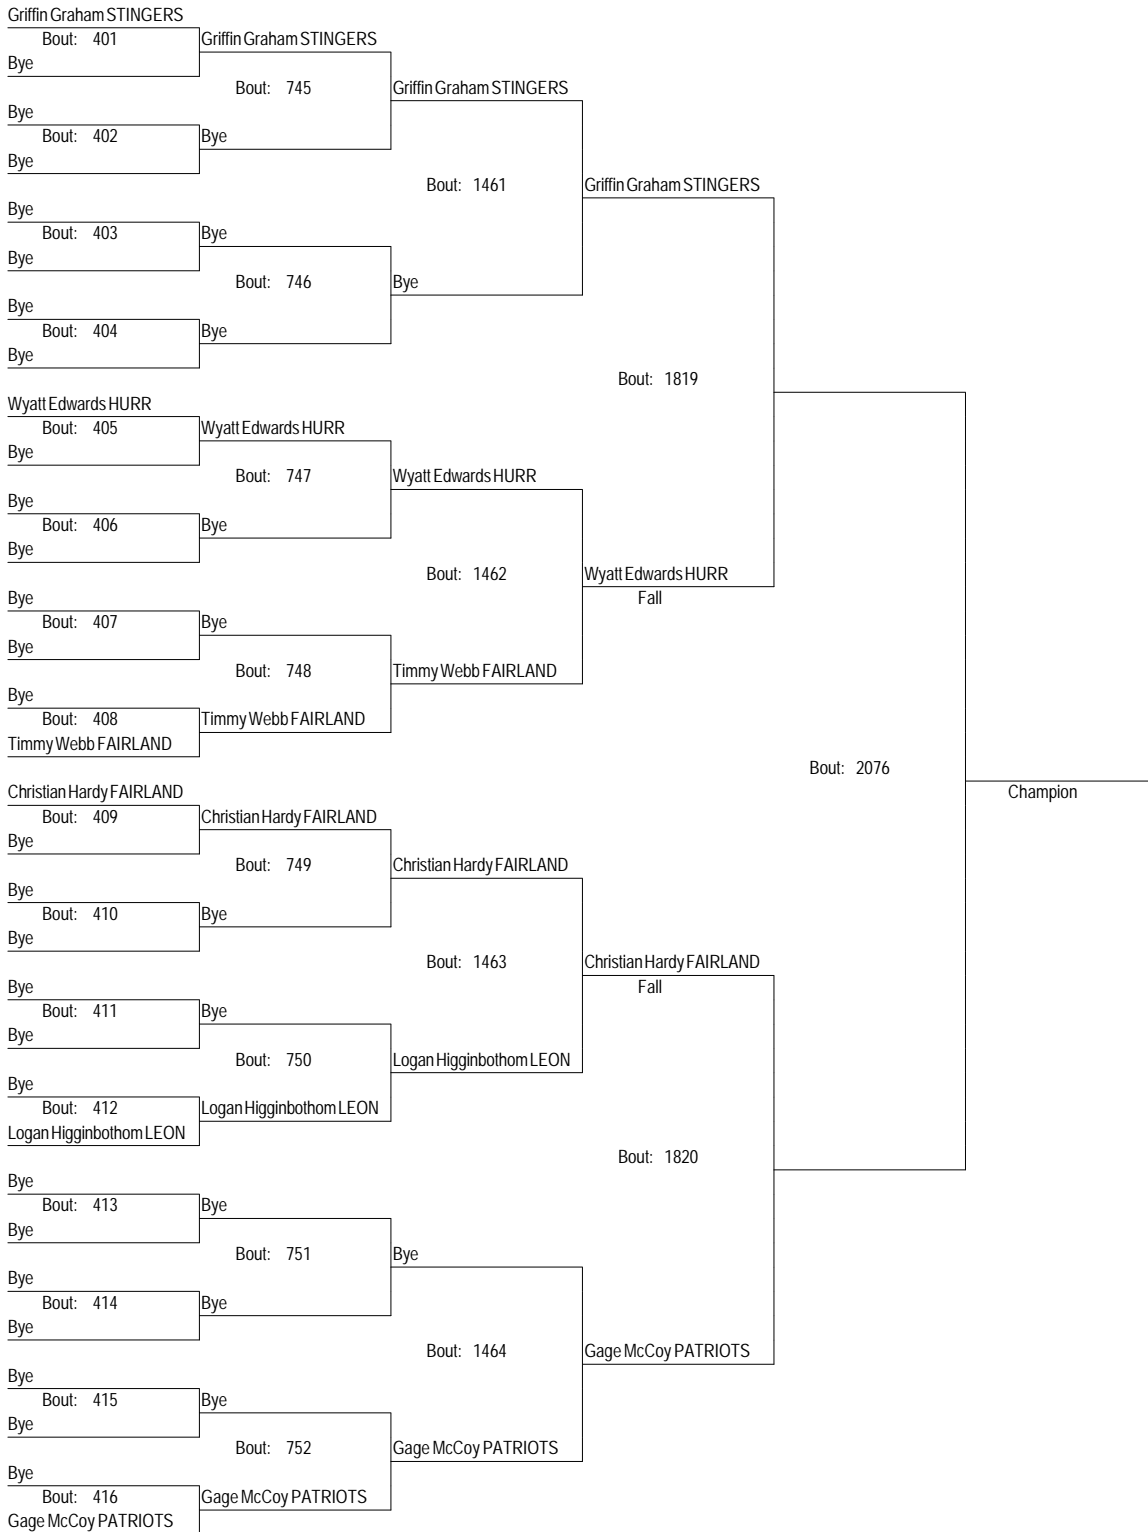 Griffin Graham STINGERS
Bout: 401 Griffin Graham STINGERS
Bye
Bout: 745 Griffin Graham STINGERS
Bye
Bout: 402 Bye
Bye
Bout: 1461 Griffin Graham STINGERS
Bye
Bout: 403 Bye
Bye
Bout: 746 Bye
Bye
Bout: 404 Bye
Bye
Bout: 1819
Wyatt Edwards HURR
Bout: 405 Wyatt Edwards HURR
Bye
Bout: 747 Wyatt Edwards HURR
Bye
Bout: 406 Bye
Bye
Bout: 1462 Wyatt Edwards HURR
Bye Fall
Bout: 407 Bye
Bye
Bout: 748 Timmy Webb FAIRLAND
Bye
Bout: 408 Timmy Webb FAIRLAND
Timmy Webb FAIRLAND
Bout: 2076
Christian Hardy FAIRLAND Champion
Bout: 409 Christian Hardy FAIRLAND
Bye
Bout: 749 Christian Hardy FAIRLAND
Bye
Bout: 410 Bye
Bye
Bout: 1463 Christian Hardy FAIRLAND
Bye Fall
Bout: 411 Bye
Bye
Bout: 750 Logan Higginbothom LEON
Bye
Bout: 412 Logan Higginbothom LEON
Logan Higginbothom LEON
Bout: 1820
Bye
Bout: 413 Bye
Bye
Bout: 751 Bye
Bye
Bout: 414 Bye
Bye
Bout: 1464 Gage McCoy PATRIOTS
Bye
Bout: 415 Bye
Bye
Bout: 752 Gage McCoy PATRIOTS
Bye
Bout: 416 Gage McCoy PATRIOTS
Gage McCoy PATRIOTS